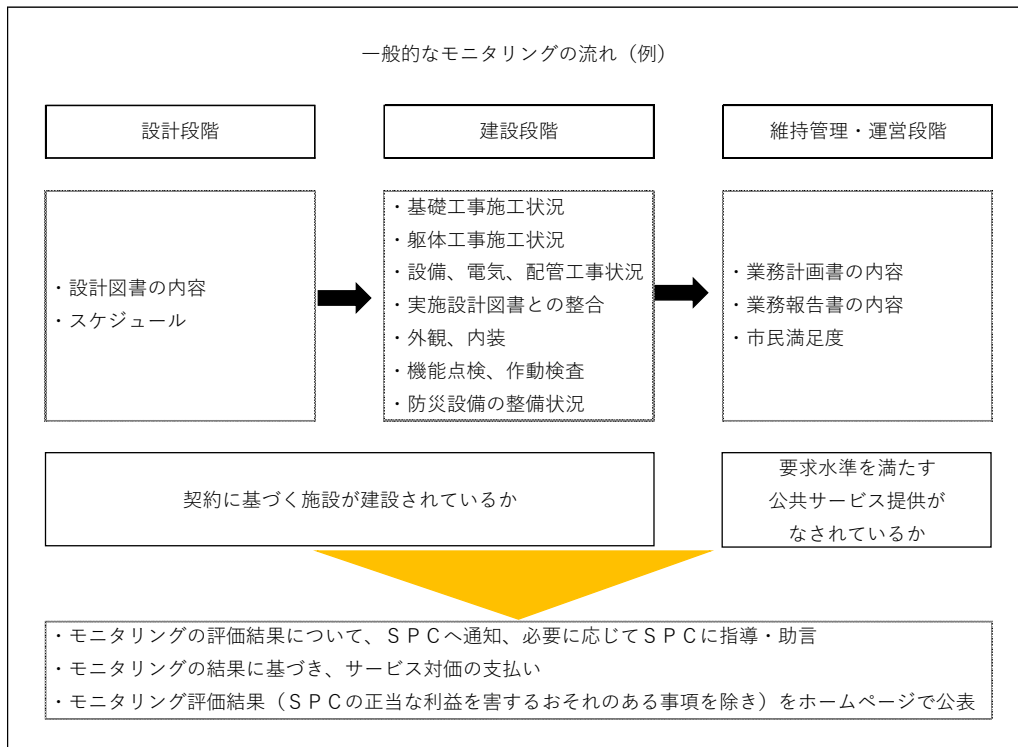 一般的なモニタリングの流れ（例）
設計段階
建設段階
維持管理・運営段階
・設計図書の内容
・スケジュール
・基礎工事施工状況
・躯体工事施工状況
・設備、電気、配管工事状況
・実施設計図書との整合
・外観、内装
・機能点検、作動検査
・防災設備の整備状況
・業務計画書の内容
・業務報告書の内容
・市民満足度
契約に基づく施設が建設されているか
要求水準を満たす
公共サービス提供が
なされているか
・モニタリングの評価結果について、ＳＰＣへ通知、必要に応じてＳＰＣに指導・助言
・モニタリングの結果に基づき、サービス対価の支払い
・モニタリング評価結果（ＳＰＣの正当な利益を害するおそれのある事項を除き）をホームページで公表